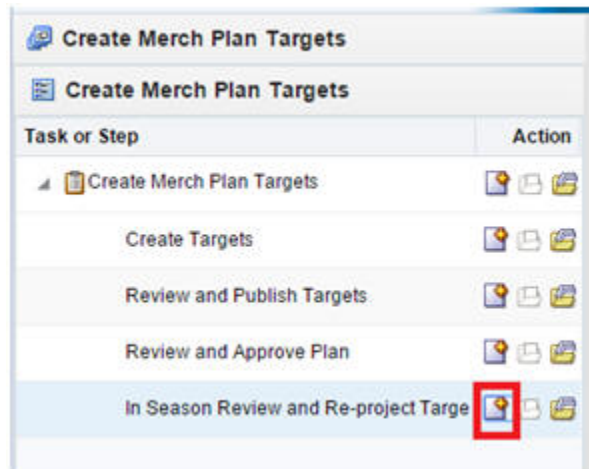 Create Merch Plan Targets
Create Merch Plan Targets
Task or Step Action
Create Merch Plan Targets
Create Targets
Review and Publish Targets
Review and Approve Plan
In Season Review and Re-project Targe